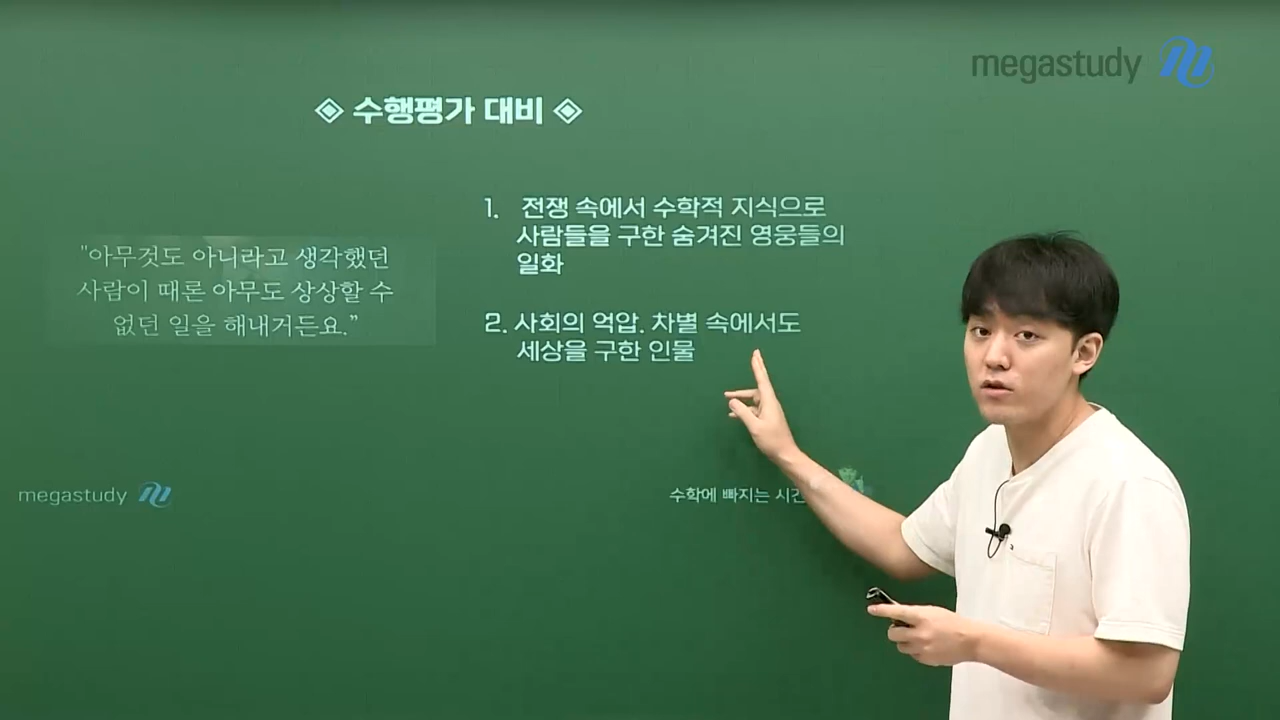 megastudy
◈ 수행평가 대비 ◈
"아무것도 아니라고 생각했던
사람이 때론 아무도 상상할 수
없던 일을 해내거든요.”
1. 전쟁 속에서 수학적 지식으로
사람들을 구한 숨겨진 영웅들의
일화
2. 사회의 억압. 차별 속에서도
세상을 구한 인물
megastudy
수학에 빠지는 시간